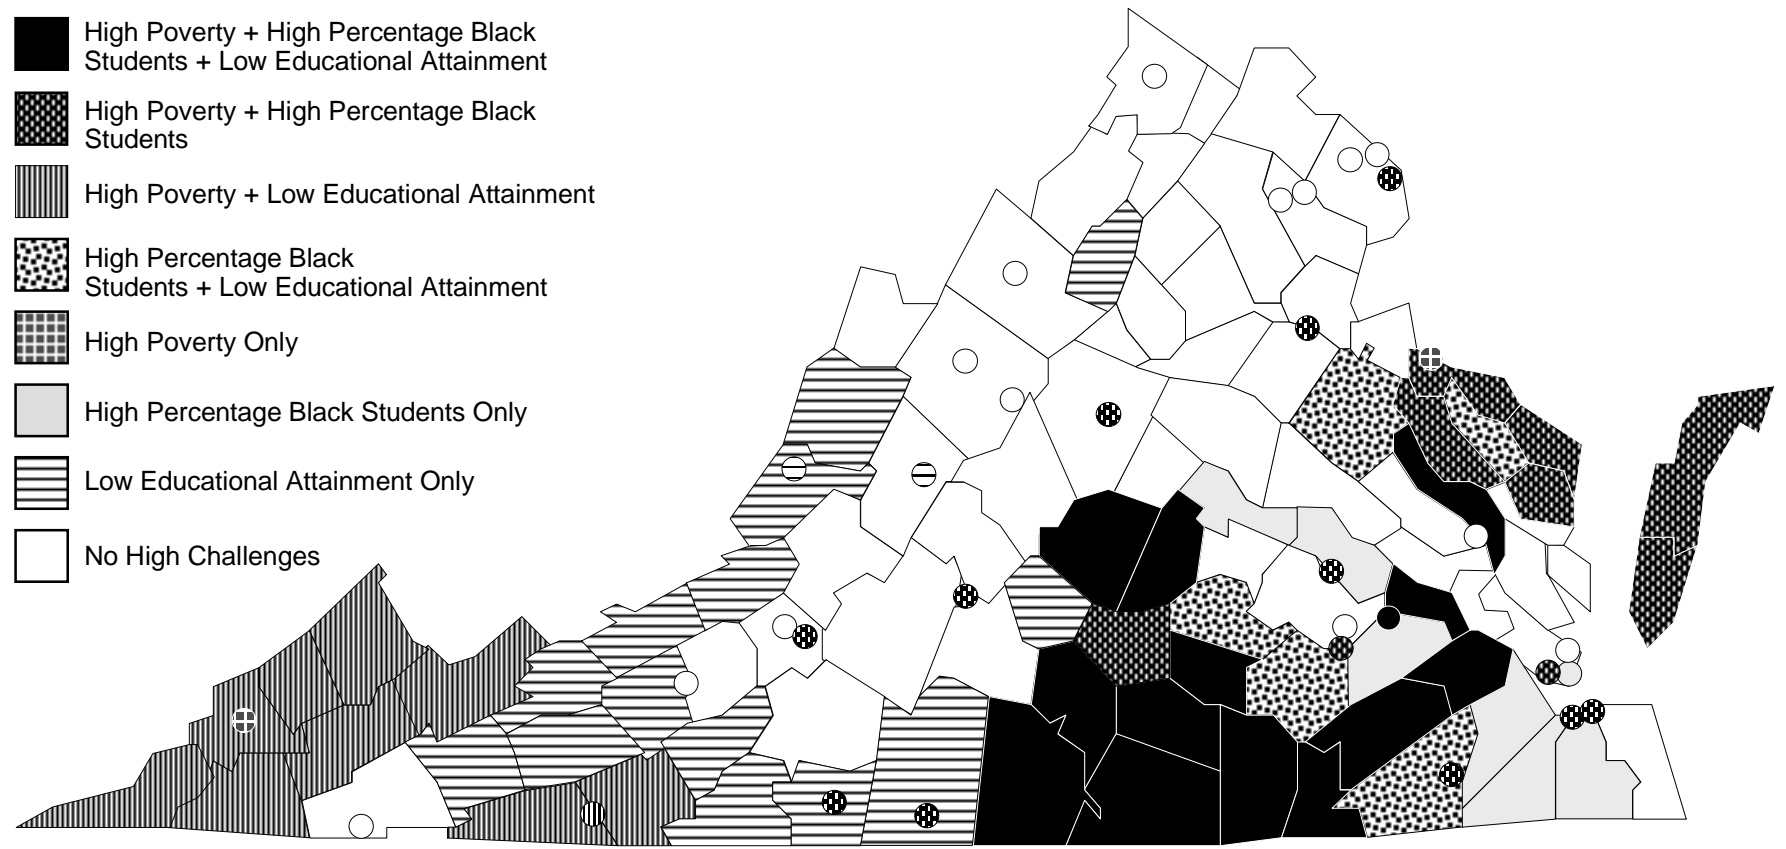 High Poverty + High Percentage Black
Students + Low Educational Attainment
High Poverty + High Percentage Black
Students
High Poverty + Low Educational Attainment
High Percentage Black
Students + Low Educational Attainment
High Poverty Only
High Percentage Black Students Only
Low Educational Attainment Only
No High Challenges